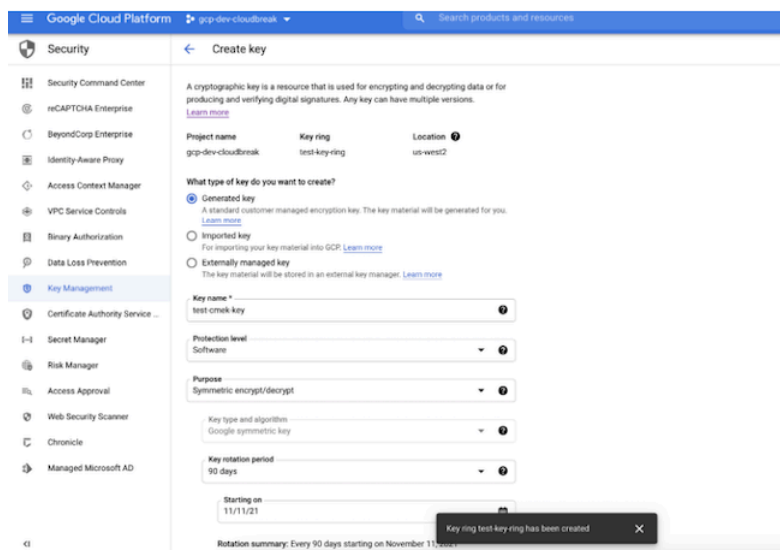 Google Cloud Platform
gcp-dev-cloudbreak
Search products and resources
Security
Create key
Security Command Center
reCAPTCHA Enterprise
BeyondCorp Enterprise
Identity-Aware Proxy
Access Context Manager
VPC Service Controls
Binary Authorization
Data Loss Prevention
Key Management
Certificate Authority Service ...
Secret Manager
Risk Manager
Access Approval
Web Security Scanner
Chronicle
Managed Microsoft AD
A cryptographic key is a resource that is used for encrypting and decrypting data or for
producing and verifying digital signatures. Any key can have multiple versions.
Learn more
Project name Key ring Location
gcp-dev-cloudbreak test-key-ring us-west2
What type of key do you want to create?
Generated key
A standard customer managed encryption key. The key material will be generated for you.
Learn more
Imported key
For importing your key material into GCP. Learn more
Externally managed key
The key material will be stored in an external key manager. Learn more
Key name *
test-cmek-key
Protection level
Software
Purpose
Symmetric encrypt/decrypt
Key type and algorithm
Google symmetric key
Key rotation period
90 days
Starting on
11/11/21
Rotation summary: Every 90 days starting on November 11, 2021
Key ring test-key-ring has been created